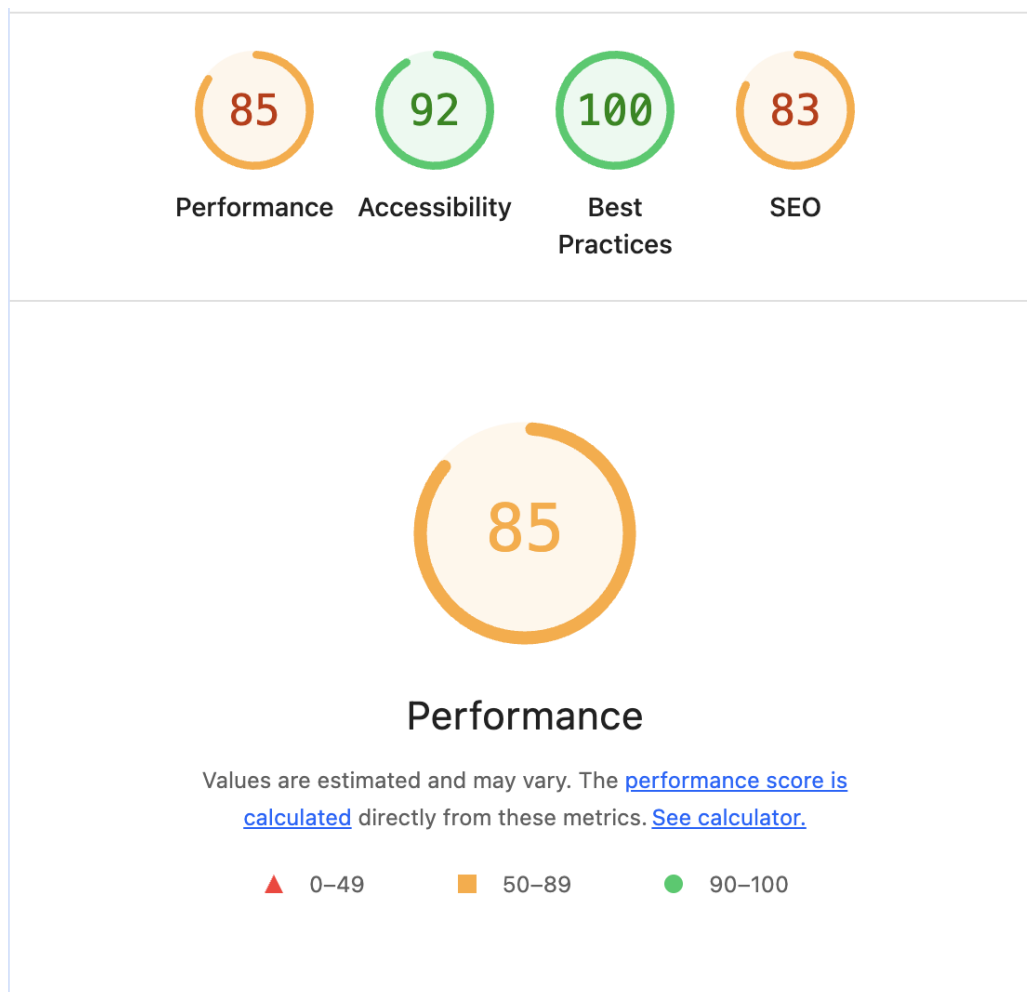 85
92
100
83
Performance
Accessibility
Best
Practices
SEO
85
Performance
Values are estimated and may vary. The performance score is
calculated directly from these metrics. See calculator.
0–49
50–89
90–100